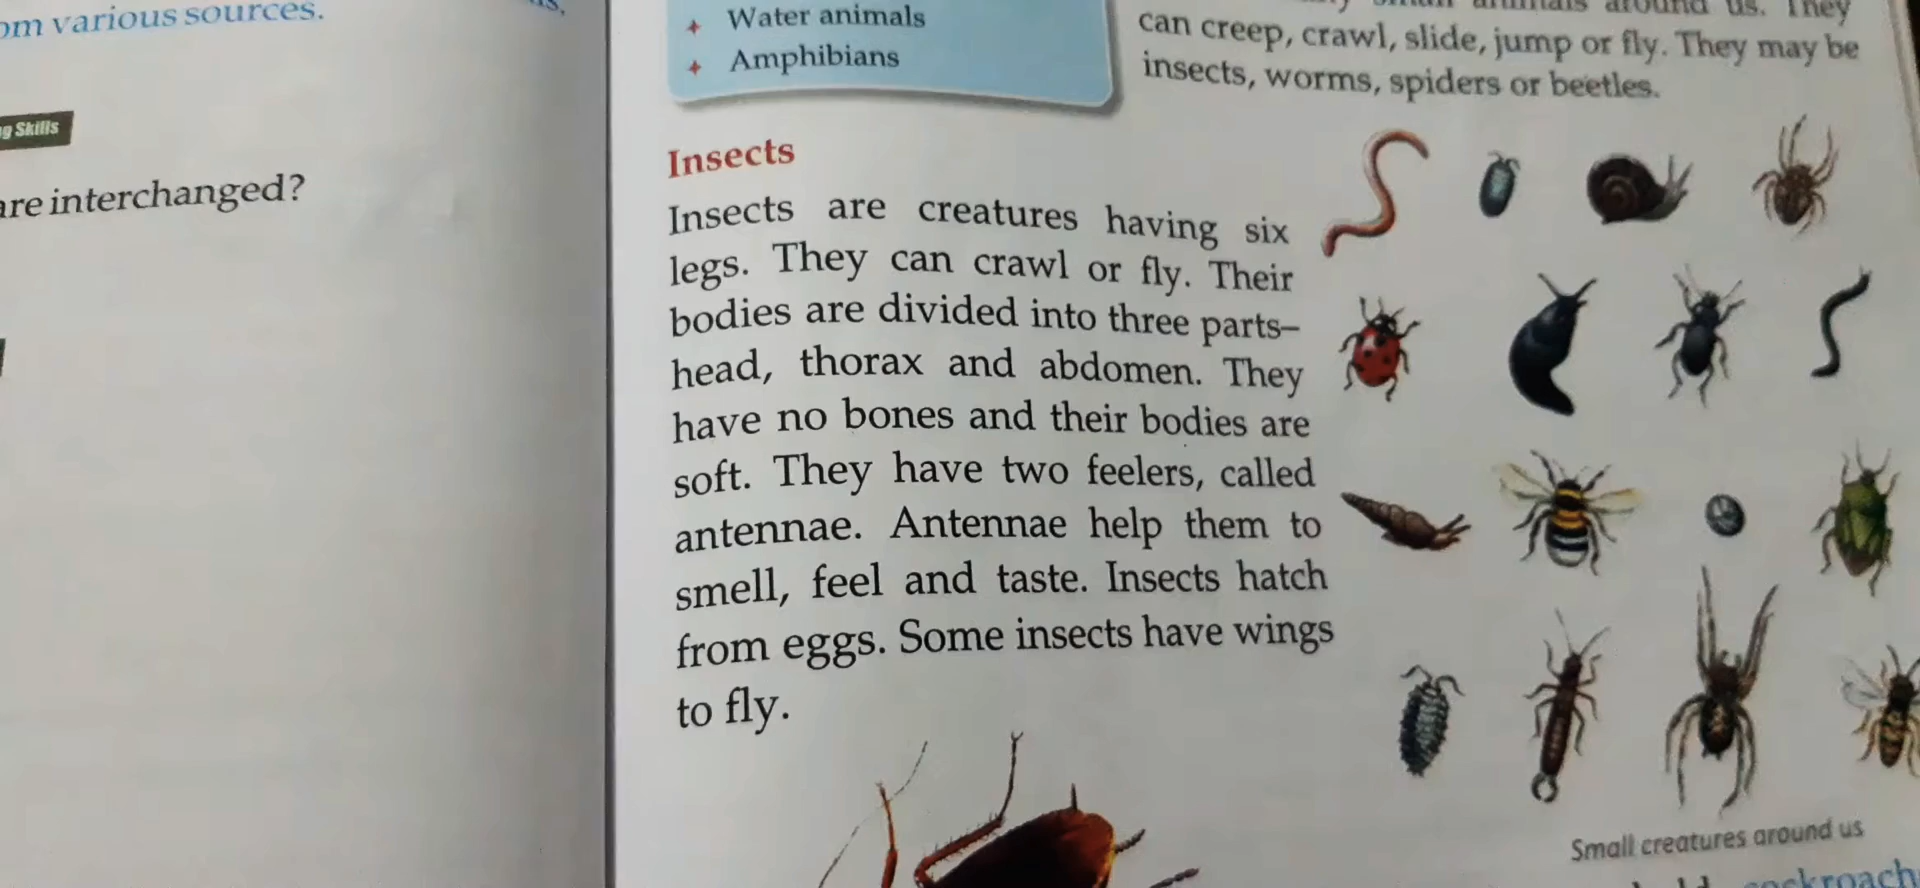 om various sources.
g Skills
are interchanged?
Water animals
Amphibians
around us. They
can creep, crawl, slide, jump or fly. They may be
insects, worms, spiders or beetles.
Insects
Insects are creatures having six
legs. They can crawl or fly. Their
bodies are divided into three parts–
head, thorax and abdomen. They
have no bones and their bodies are
soft. They have two feelers, called
antennae. Antennae help them to
smell, feel and taste. Insects hatch
from eggs. Some insects have wings
to fly.
Small creatures around us
cockroach